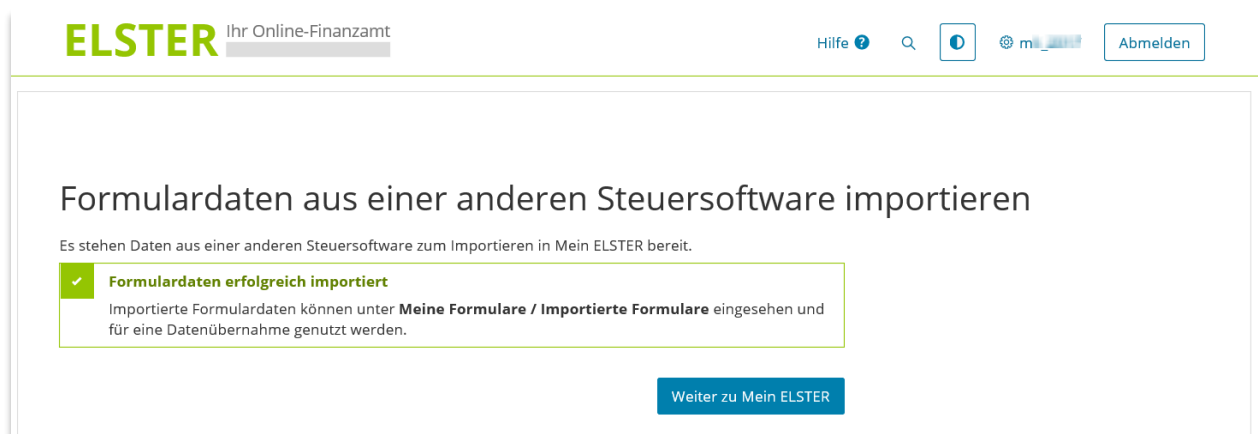 ELSTER Ihr Online-Finanzamt
Hilfe ? Abmelden
Formulardaten aus einer anderen Steuersoftware importieren
Es stehen Daten aus einer anderen Steuersoftware zum Importieren in Mein ELSTER bereit.
Formulardaten erfolgreich importiert
Importierte Formulardaten können unter Meine Formulare / Importierte Formulare eingesehen und
für eine Datenübernahme genutzt werden.
Weiter zu Mein ELSTER